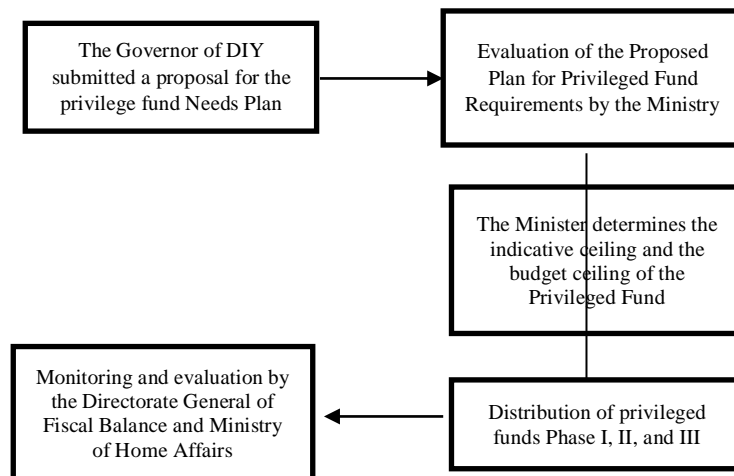 The Governor of DIY
submitted a proposal for the
privilege fund Needs Plan
Evaluation of the Proposed
Plan for Privileged Fund
Requirements by the Ministry
The Minister determines the
indicative ceiling and the
budget ceiling of the
Privileged Fund
Distribution of privileged
funds Phase I, II, and III
Monitoring and evaluation by
the Directorate General of
Fiscal Balance and Ministry
of Home Affairs